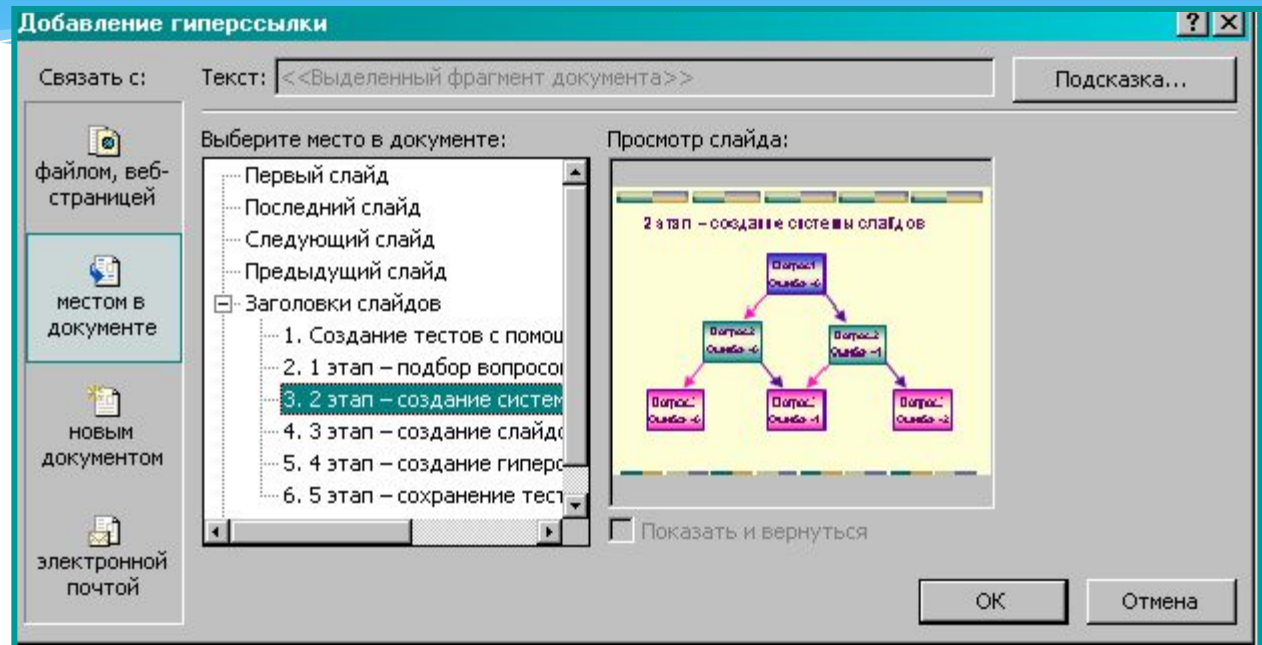 Добавление гиперссылки
Связать с:
Текст: <<Выделенный фрагмент документа>>
Подсказка...
файлом, веб-
страницей
местом в
документе
новым
документом
электронной
почтой
Выберите место в документе:
Первый слайд
Последний слайд
Следующий слайд
Предыдущий слайд
Заголовки слайдов
1. Создание тестов с помощ
2. 1 этап – подбор вопросо
3. 2 этап – создание систем
4. 3 этап – создание слайдо
5. 4 этап – создание гиперс
6. 5 этап – сохранение тест
Просмотр слайда:
2 этап – создание системы слайдов
Показать и вернуться
ОК
Отмена